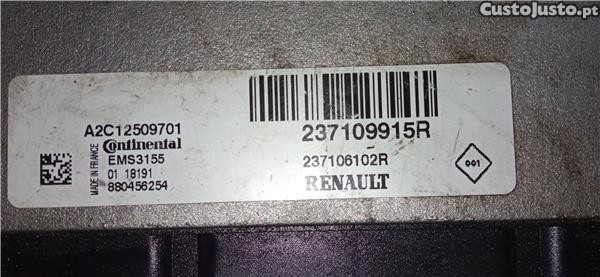 CustoJusto.pt
A2C12509701
Continental
EMS3155
01 18191
880456254
MADE IN FRANCE
237109915R
237106102R
RENAULT
001